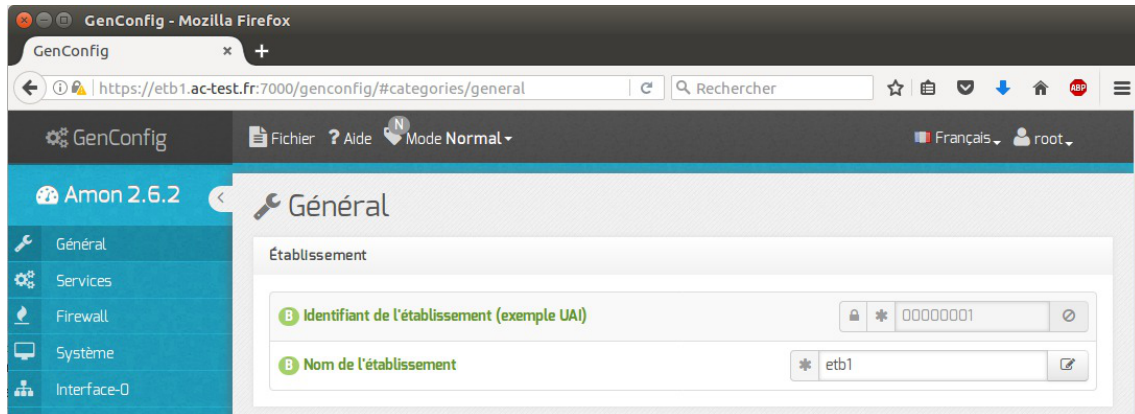 GenConfig - Mozilla Firefox
GenConfig × +
https://etb1.ac-test.fr:7000/genconfig/#categories/general Rechercher ABP
GenConfig Fichier ? Aide N Mode Normal Français root
Amon 2.6.2
Général
Général
Établissement
Services
B Identifiant de l'établissement (exemple UAI) * 00000001
Firewall
Système
B Nom de l'établissement * etb1
Interface-0